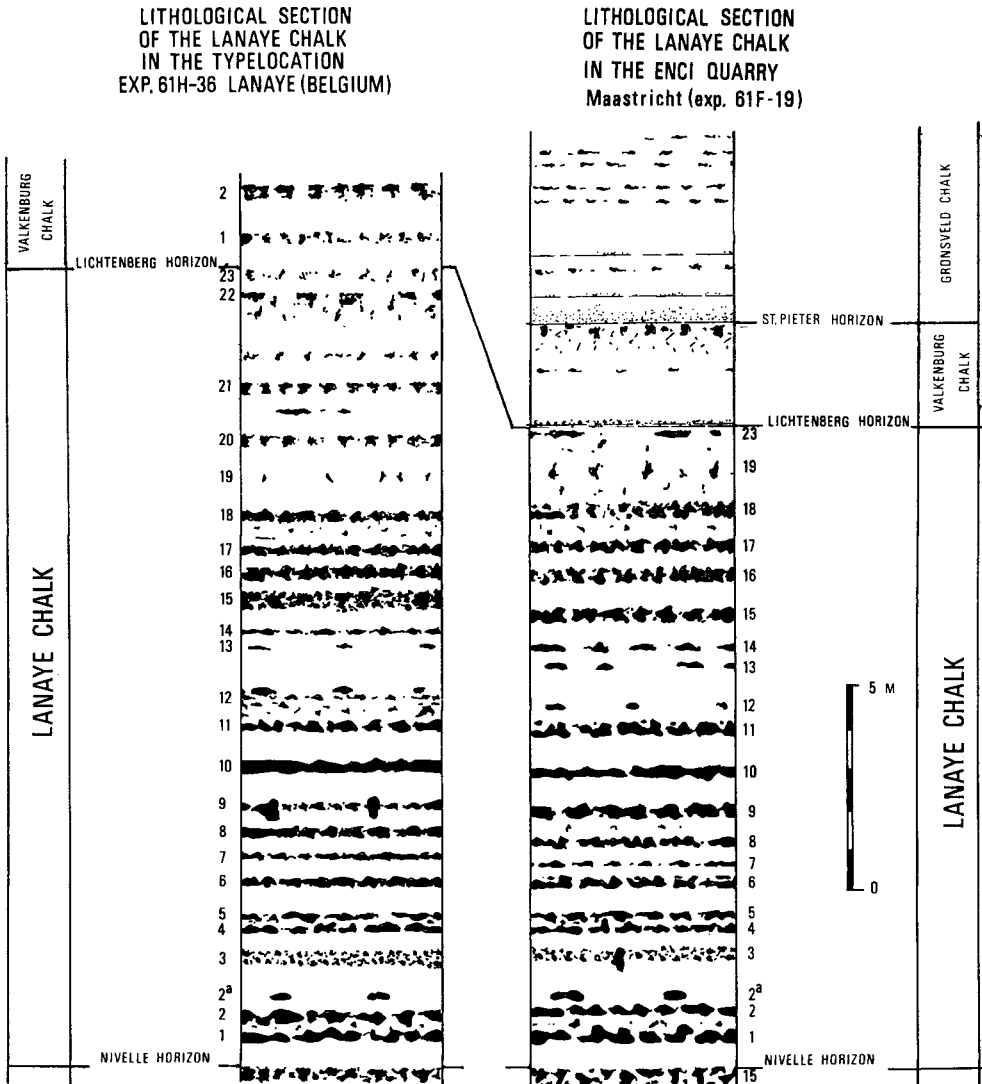 LITHOLOGICAL SECTION
OF THE LANAYE CHALK
IN THE TYPELOCATION
EXP. 61H-36 LANAYE (BELGIUM)
VALKENBURG
CHALK
LICHTENBERG HORIZON
LANAYE CHALK
NIVELLE HORIZON
2
1
23
22
21
20
19
18
17
16
15
14
13
12
11
10
9
8
7
6
5
4
3
2a
2
1
LITHOLOGICAL SECTION
OF THE LANAYE CHALK
IN THE ENCI QUARRY
Maastricht (exp. 61F-19)
GRONSVELD CHALK
ST. PIETER HORIZON
VALKENBURG
CHALK
LICHTENBERG HORIZON
23
19
18
17
16
15
14
13
12
11
10
9
8
7
6
5
4
3
2a
2
1
NIVELLE HORIZON
15
5 M
0
LANAYE CHALK